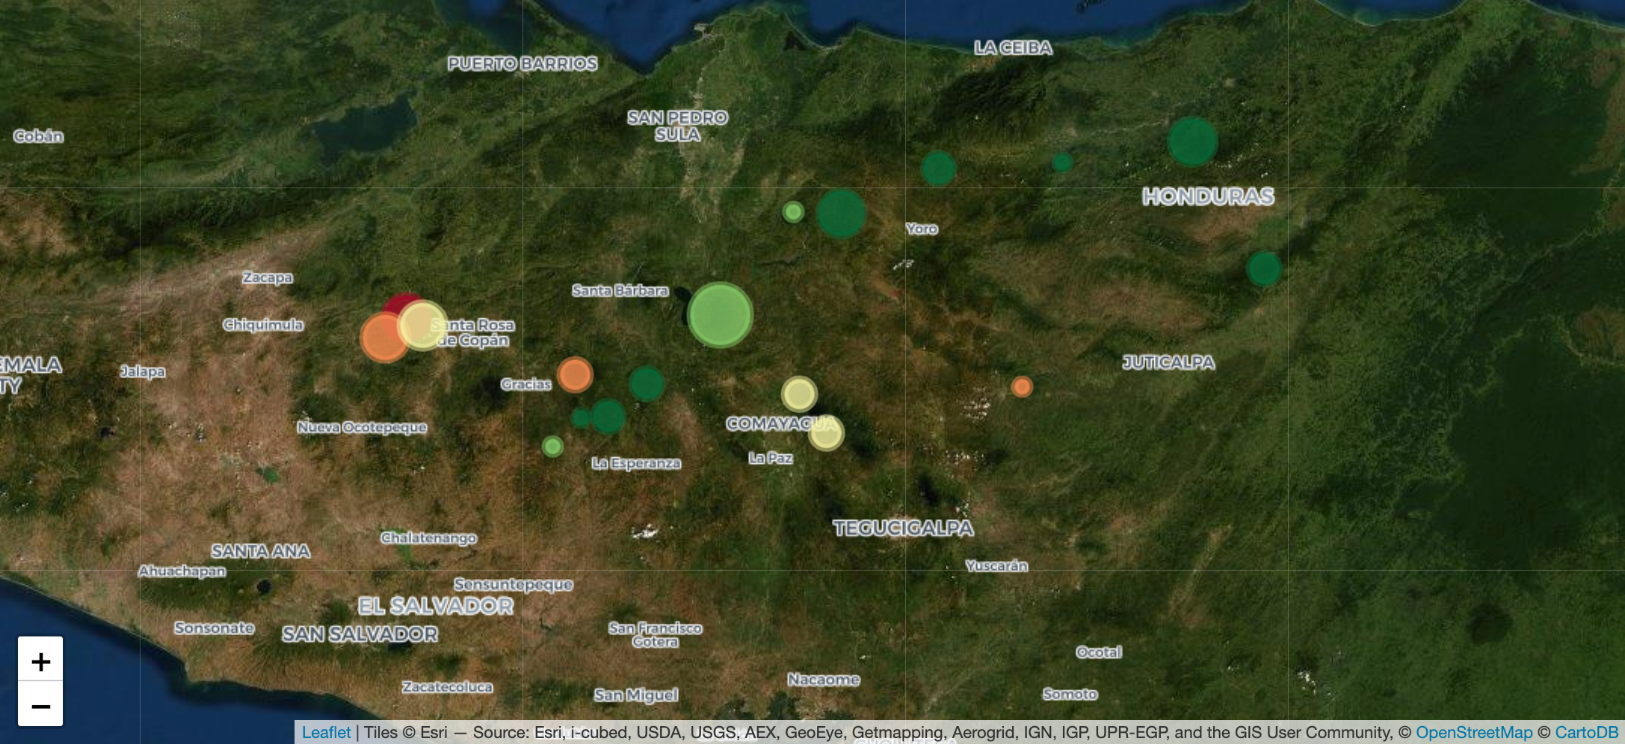 LA CEIBA
PUERTO BARRIOS
SAN PEDRO
SULA
Cobán
HONDURAS
Yoro
Zacapa
Santa Bárbara
Chiquimula
Santa Rosa
de Copán
EMALA
TY
Jalapa
JUTICALPA
Gracias
Nueva Ocotepeque
COMAYAGUA
La Esperanza
La Paz
TEGUCIGALPA
Chalatenango
SANTA ANA
Ahuachapan
Yuscarán
Sensuntepeque
EL SALVADOR
Sonsonate
SAN SALVADOR
San Francisco
Gotera
Ocotal
+
−
Zacatecoluca
San Miguel
Nacaome
Somoto
Leaflet | Tiles © Esri — Source: Esri, i-cubed, USDA, USGS, AEX, GeoEye, Getmapping, Aerogrid, IGN, IGP, UPR-EGP, and the GIS User Community, © OpenStreetMap © CartoDB